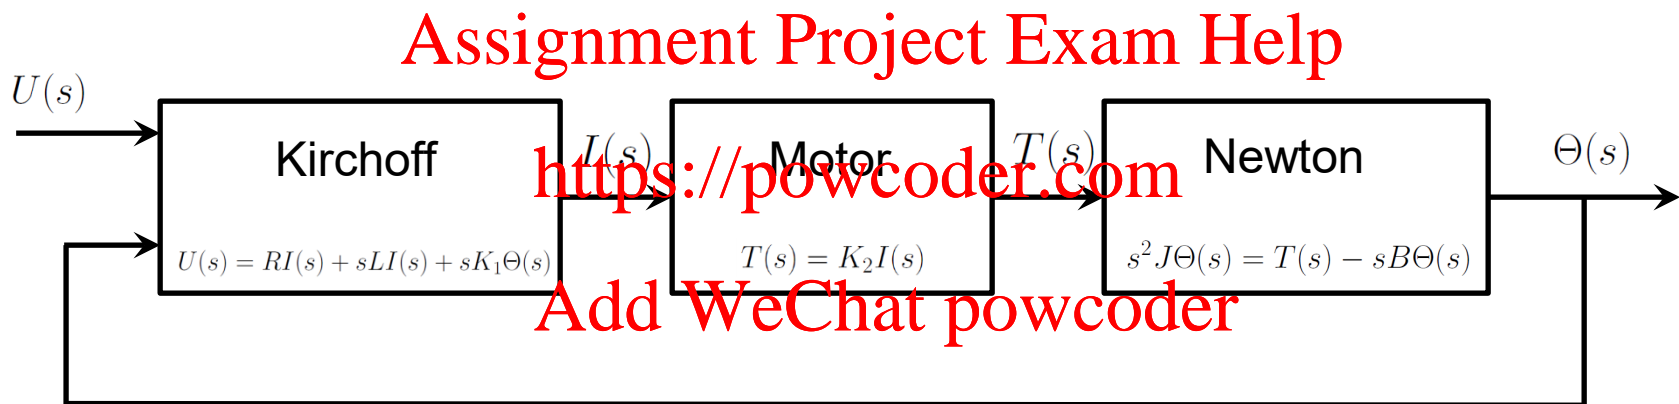 Assignment Project Exam Help
U(s)
Kirchoff
I(s)
Motor
T(s)
Newton
Θ(s)
https://powcoder.com
U(s) = RI(s) + sLI(s) + sK₁Θ(s)
T(s) = K₂I(s)
s²JΘ(s) = T(s) − sBΘ(s)
Add WeChat powcoder